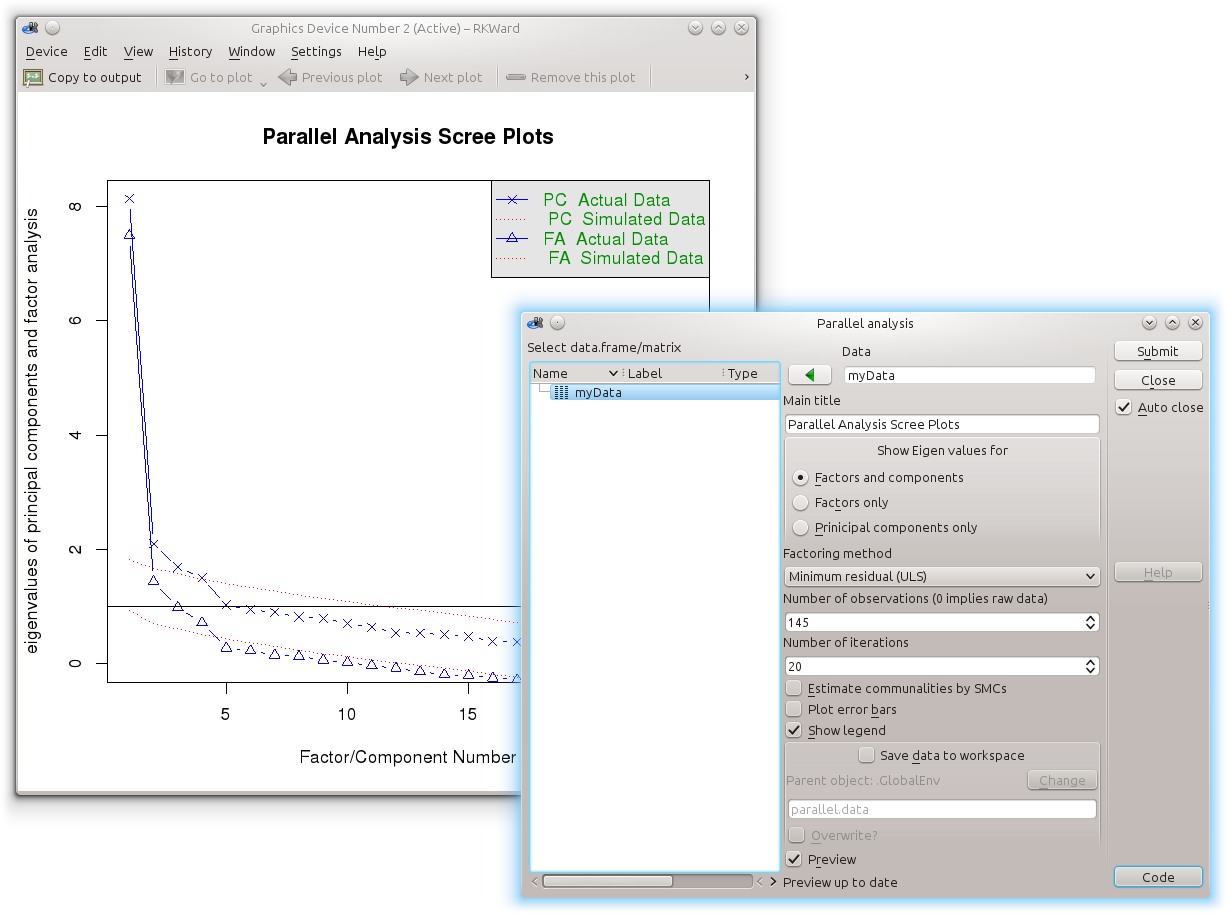 Graphics Device Number 2 (Active) – RKWard
Device Edit View History Window Settings Help
Copy to output Go to plot Previous plot Next plot Remove this plot
Parallel Analysis Scree Plots
eigenvalues of principal components and factor analysis
8
6
4
2
0
PC Actual Data
PC Simulated Data
FA Actual Data
FA Simulated Data
5 10 15
Factor/Component Number
Parallel analysis
Select data.frame/matrix
Name Label Type
myData
Data
myData
Main title
Parallel Analysis Scree Plots
Show Eigen values for
Factors and components
Factors only
Prinicipal components only
Factoring method
Minimum residual (ULS)
Number of observations (0 implies raw data)
145
Number of iterations
20
Estimate communalities by SMCs
Plot error bars
Show legend
Save data to workspace
Parent object: .GlobalEnv Change
parallel.data
Overwrite?
Preview
Preview up to date
Submit
Close
Auto close
Help
Code